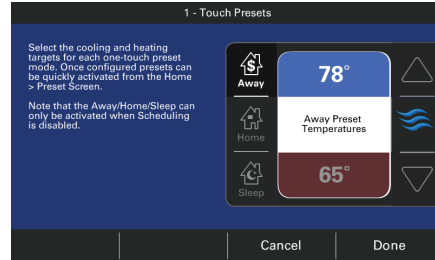 1 - Touch Presets
Select the cooling and heating
targets for each one-touch preset
mode. Once configured presets can
be quickly activated from the Home
> Preset Screen.
Note that the Away/Home/Sleep can
only be activated when Scheduling
is disabled.
Away
Home
Sleep
78°
Away Preset
Temperatures
65°
Cancel
Done